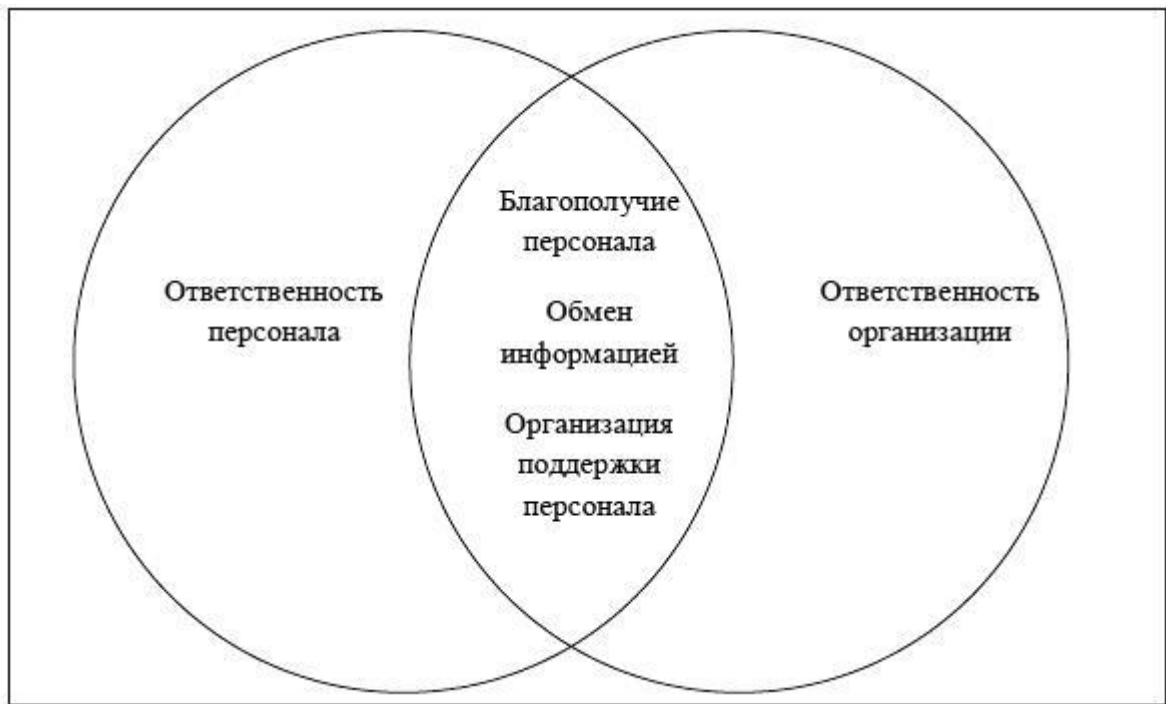 Ответственность
персонала
Благополучие
персонала
Обмен
информацией
Организация
поддержки
персонала
Ответственность
организации